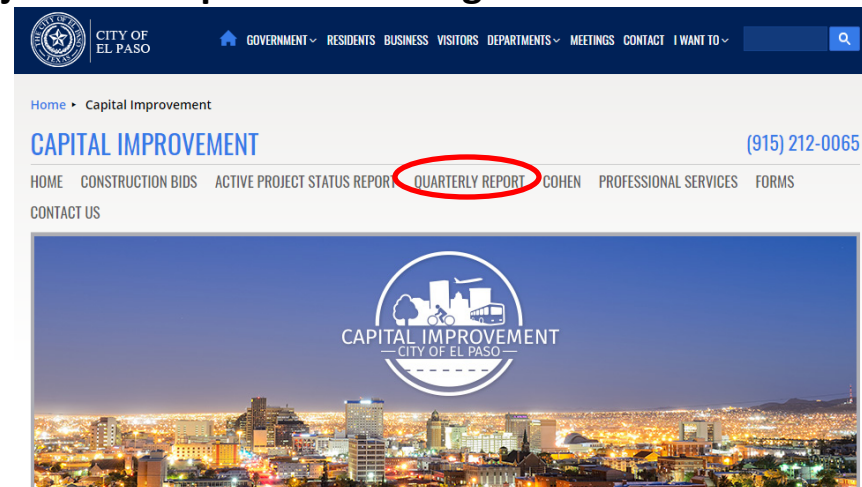 CITY OF
EL PASO
GOVERNMENT RESIDENTS BUSINESS VISITORS DEPARTMENTS MEETINGS CONTACT I WANT TO
Home ▸ Capital Improvement
CAPITAL IMPROVEMENT (915) 212-0065
HOME CONSTRUCTION BIDS ACTIVE PROJECT STATUS REPORT QUARTERLY REPORT COHEN PROFESSIONAL SERVICES FORMS
CONTACT US
CAPITAL IMPROVEMENT
CITY OF EL PASO